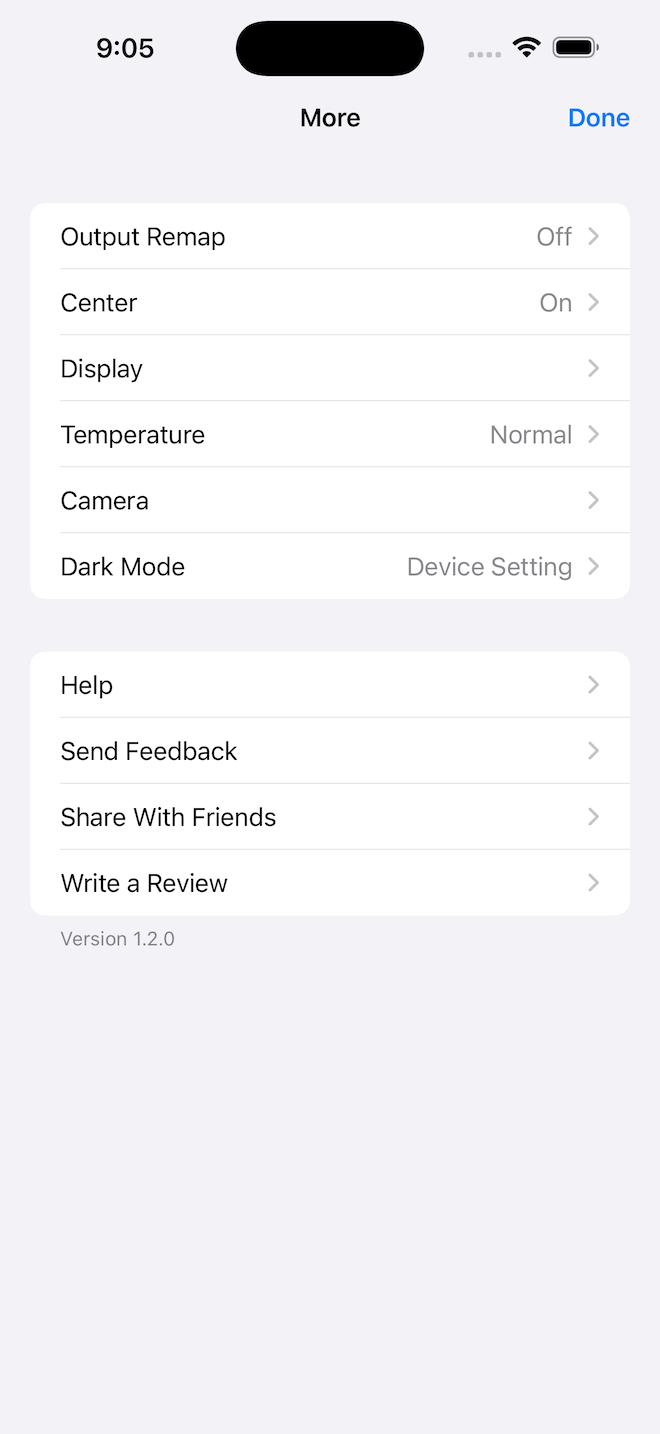 9:05
More
Done
Output Remap Off
Center On
Display
Temperature Normal
Camera
Dark Mode Device Setting
Help
Send Feedback
Share With Friends
Write a Review
Version 1.2.0